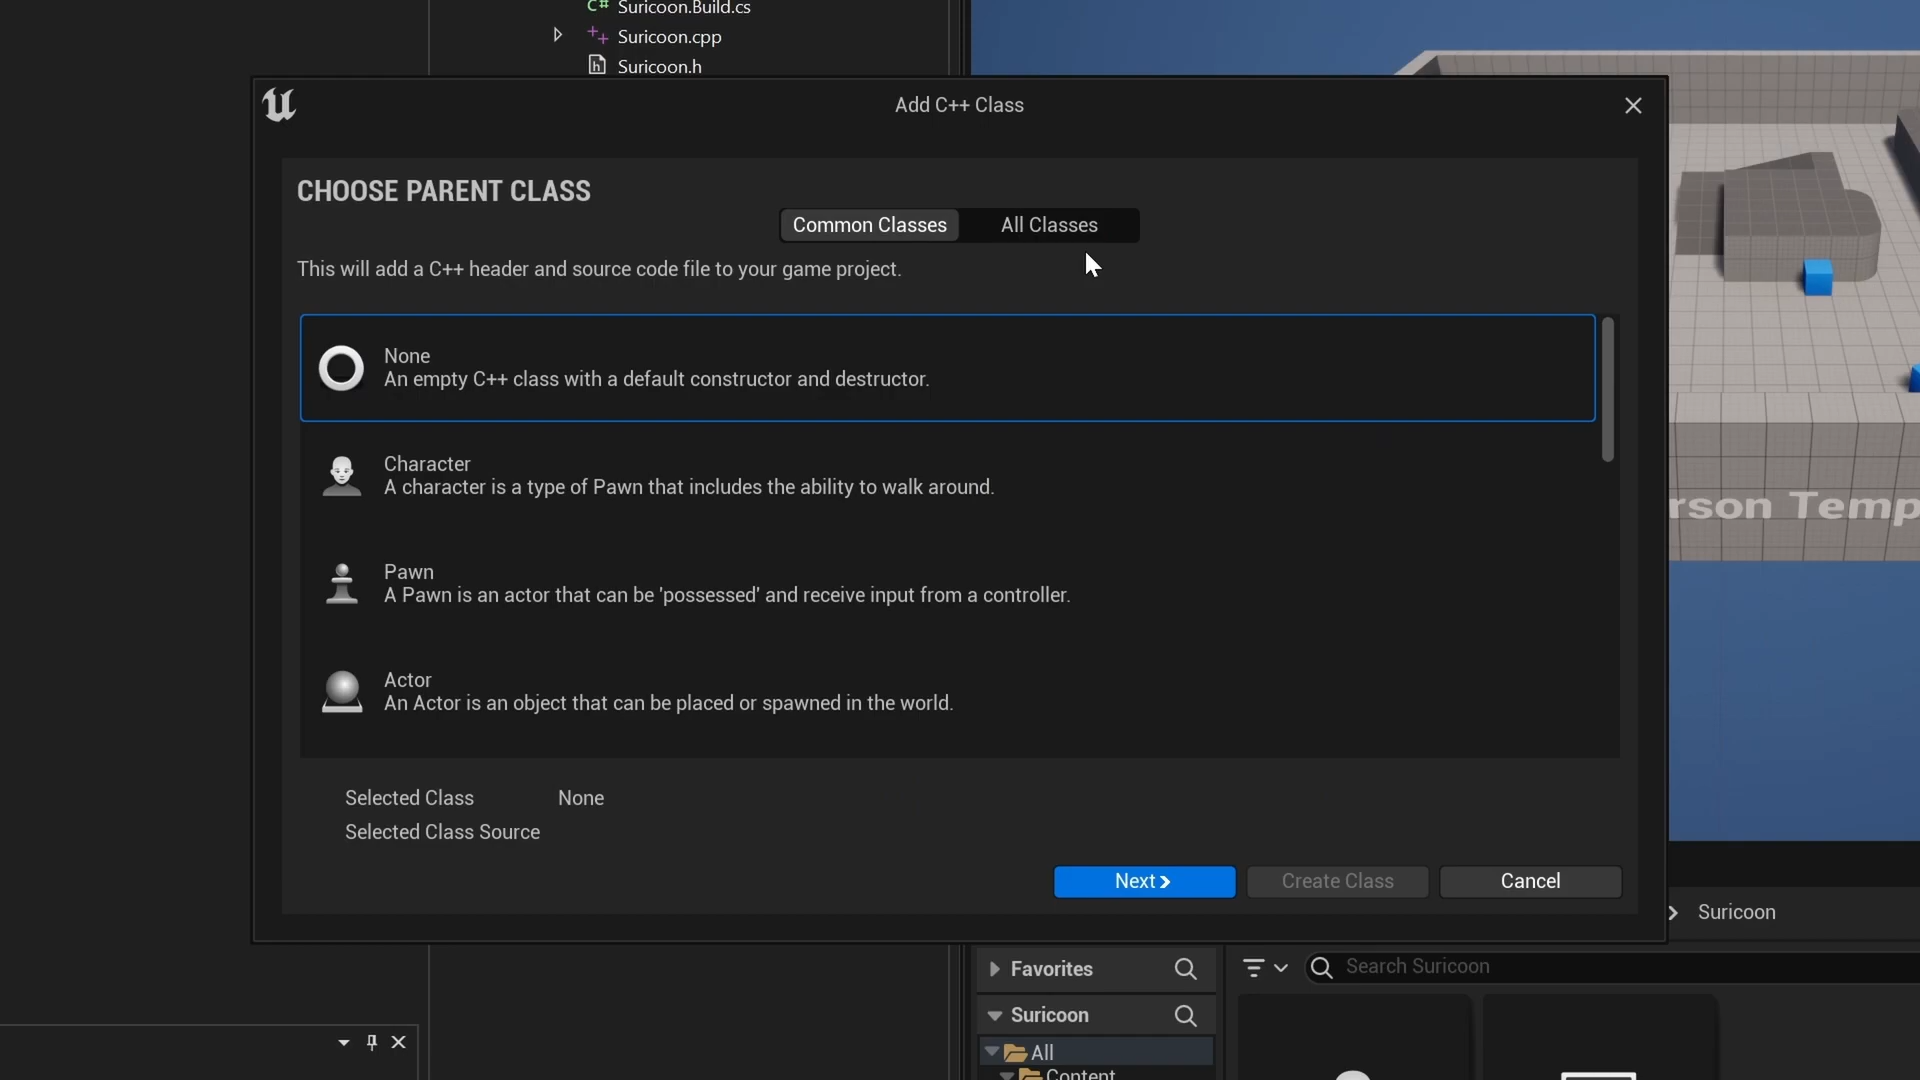 Suricoon.Build.cs
Suricoon.cpp
Suricoon.h
Add C++ Class
CHOOSE PARENT CLASS
Common Classes
All Classes
This will add a C++ header and source code file to your game project.
None
An empty C++ class with a default constructor and destructor.
Character
A character is a type of Pawn that includes the ability to walk around.
Pawn
A Pawn is an actor that can be 'possessed' and receive input from a controller.
Actor
An Actor is an object that can be placed or spawned in the world.
Selected Class None
Selected Class Source
Next
Create Class
Cancel
rson Temp
Suricoon
Favorites
Search Suricoon
Suricoon
All
Content